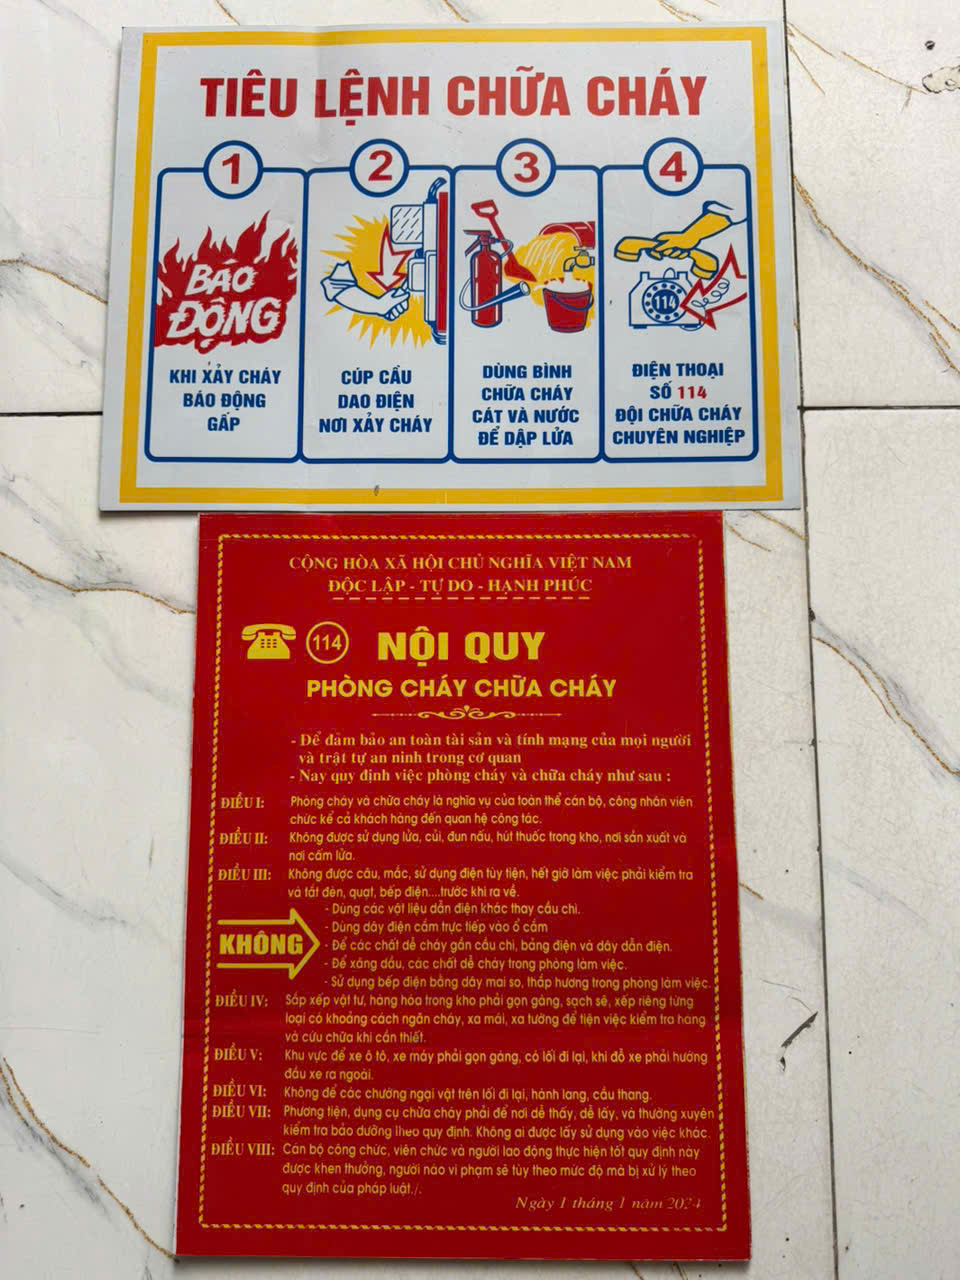 TIÊU LỆNH CHỮA CHÁY
1
BÁO
ĐỘNG
KHI XẢY CHÁY
BÁO ĐỘNG
GẤP
2
CÚP CẦU
DAO ĐIỆN
NƠI XẢY CHÁY
3
DÙNG BÌNH
CHỮA CHÁY
CÁT VÀ NƯỚC
ĐỂ DẬP LỬA
4
114
ĐIỆN THOẠI
SỐ 114
ĐỘI CHỮA CHÁY
CHUYÊN NGHIỆP
CỘNG HÒA XÃ HỘI CHỦ NGHĨA VIỆT NAM
ĐỘC LẬP - TỰ DO - HẠNH PHÚC
114 NỘI QUY
PHÒNG CHÁY CHỮA CHÁY
- Để đảm bảo an toàn tài sản và tính mạng của mọi người
và trật tự an ninh trong cơ quan
- Nay quy định việc phòng cháy và chữa cháy như sau :
ĐIỀU I: Phòng cháy và chữa cháy là nghĩa vụ của toàn thể cán bộ, công nhân viên
chức kể cả khách hàng đến quan hệ công tác.
ĐIỀU II: Không được sử dụng lửa, củi, đun nấu, hút thuốc trong kho, nơi sản xuất và
nơi cấm lửa.
ĐIỀU III: Không được câu, mắc, sử dụng điện tùy tiện, hết giờ làm việc phải kiểm tra
và tắt đèn, quạt, bếp điện....trước khi ra về.
- Dùng các vật liệu dẫn điện khác thay cầu chì.
- Dùng dây điện cắm trực tiếp vào ổ cắm
KHÔNG - Để các chất dễ cháy gần cầu chì, bảng điện và dây dẫn điện.
- Để xăng dầu, các chất dễ cháy trong phòng làm việc.
- Sử dụng bếp điện bằng dây mai so, thắp hương trong phòng làm việc.
ĐIỀU IV: Sắp xếp vật tư, hàng hóa trong kho phải gọn gàng, sạch sẽ, xếp riêng từng
loại có khoảng cách ngăn cháy, xa mái, xa tường để tiện việc kiểm tra hàng
và cứu chữa khi cần thiết.
ĐIỀU V: Khu vực để xe ô tô, xe máy phải gọn gàng, có lối đi lại, khi đỗ xe phải hướng
đầu xe ra ngoài.
ĐIỀU VI: Không để các chướng ngại vật trên lối đi lại, hành lang, cầu thang.
ĐIỀU VII: Phương tiện, dụng cụ chữa cháy phải để nơi dễ thấy, dễ lấy, và thường xuyên
kiểm tra bảo dưỡng theo quy định. Không ai được lấy sử dụng vào việc khác.
ĐIỀU VIII: Cán bộ công chức, viên chức và người lao động thực hiện tốt quy định này
được khen thưởng, người nào vi phạm sẽ tùy theo mức độ mà bị xử lý theo
quy định của pháp luật./.
Ngày 1 tháng 1 năm 2024